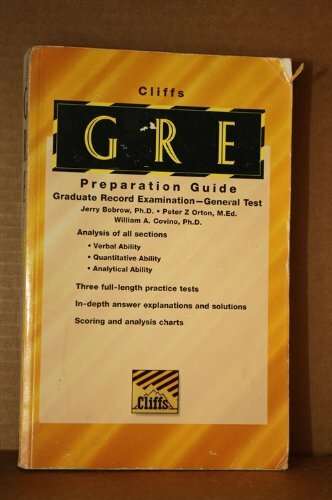 Cliffs
GRE
Preparation Guide
Graduate Record Examination—General Test
Jerry Bobrow, Ph.D. • Peter Z Orton, M.Ed.
William A. Covino, Ph.D.
Analysis of all sections
• Verbal Ability
• Quantitative Ability
• Analytical Ability
Three full-length practice tests
In-depth answer explanations and solutions
Scoring and analysis charts
Cliffs